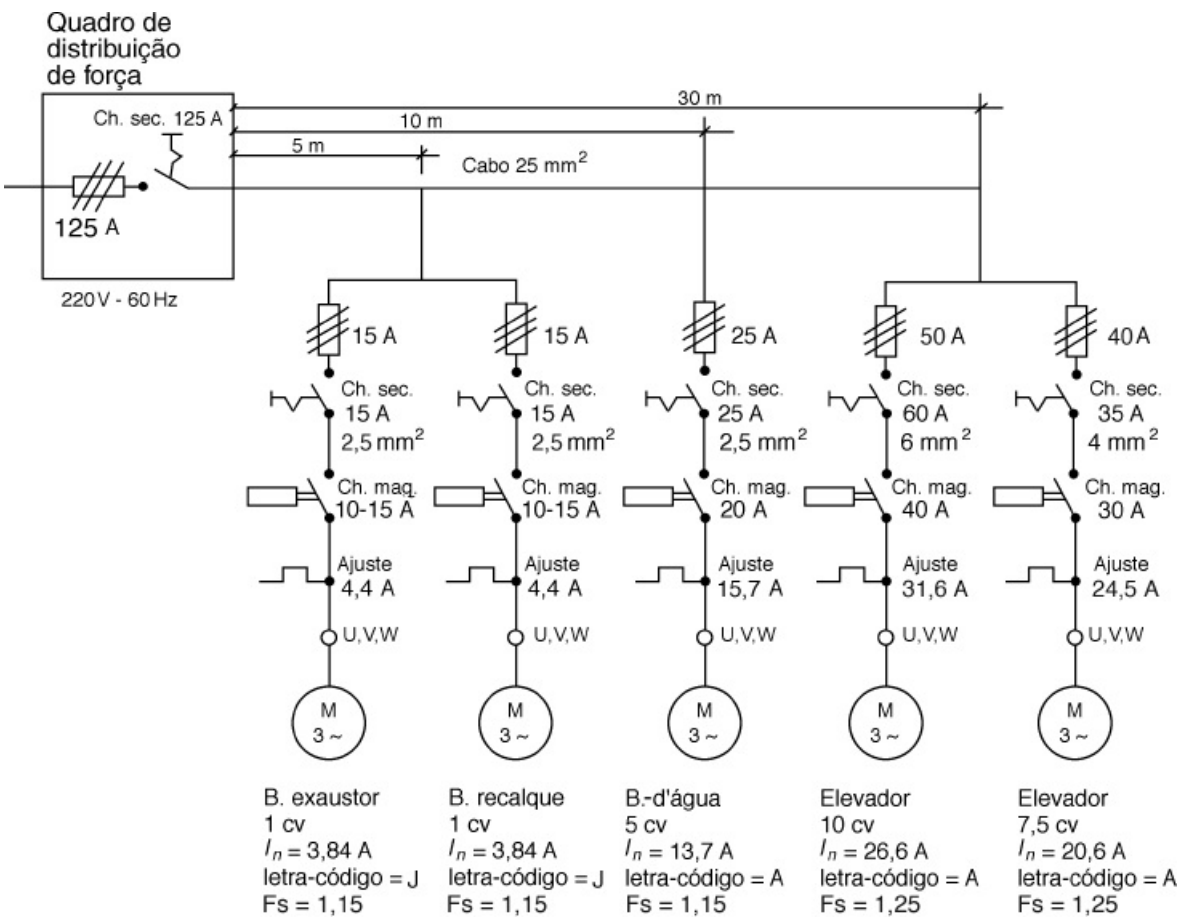 Quadro de
distribuição
de força
Ch. sec. 125 A
125 A
220 V - 60 Hz
30 m
10 m
5 m
Cabo 25 mm²
15 A
15 A
25 A
50 A
40 A
Ch. sec.
15 A
2,5 mm²
Ch. sec.
15 A
2,5 mm²
Ch. sec.
25 A
2,5 mm²
Ch. sec.
60 A
6 mm²
Ch. sec.
35 A
4 mm²
Ch. mag.
10-15 A
Ch. mag.
10-15 A
Ch. mag.
20 A
Ch. mag.
40 A
Ch. mag.
30 A
Ajuste
4,4 A
Ajuste
4,4 A
Ajuste
15,7 A
Ajuste
31,6 A
Ajuste
24,5 A
U,V,W
U,V,W
U,V,W
U,V,W
U,V,W
M
3 ~
M
3 ~
M
3 ~
M
3 ~
M
3 ~
B. exaustor
1 cv
Iₙ = 3,84 A
letra-código = J
Fs = 1,15
B. recalque
1 cv
Iₙ = 3,84 A
letra-código = J
Fs = 1,15
B.-d'água
5 cv
Iₙ = 13,7 A
letra-código = A
Fs = 1,15
Elevador
10 cv
Iₙ = 26,6 A
letra-código = A
Fs = 1,25
Elevador
7,5 cv
Iₙ = 20,6 A
letra-código = A
Fs = 1,25